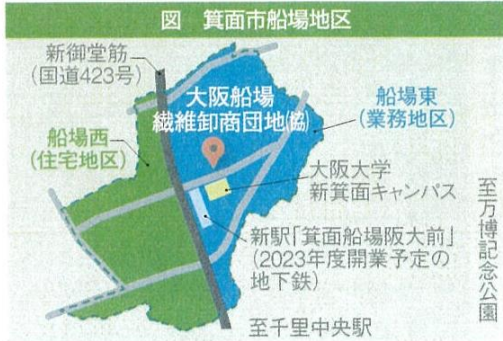 図 箕面市船場地区
新御堂筋
(国道423号)
大阪船場
繊維卸商団地㈿
船場東
(業務地区)
船場西
(住宅地区)
大阪大学
新箕面キャンパス
新駅「箕面船場阪大前」
(2023年度開業予定の
地下鉄)
至万博記念公園
至千里中央駅